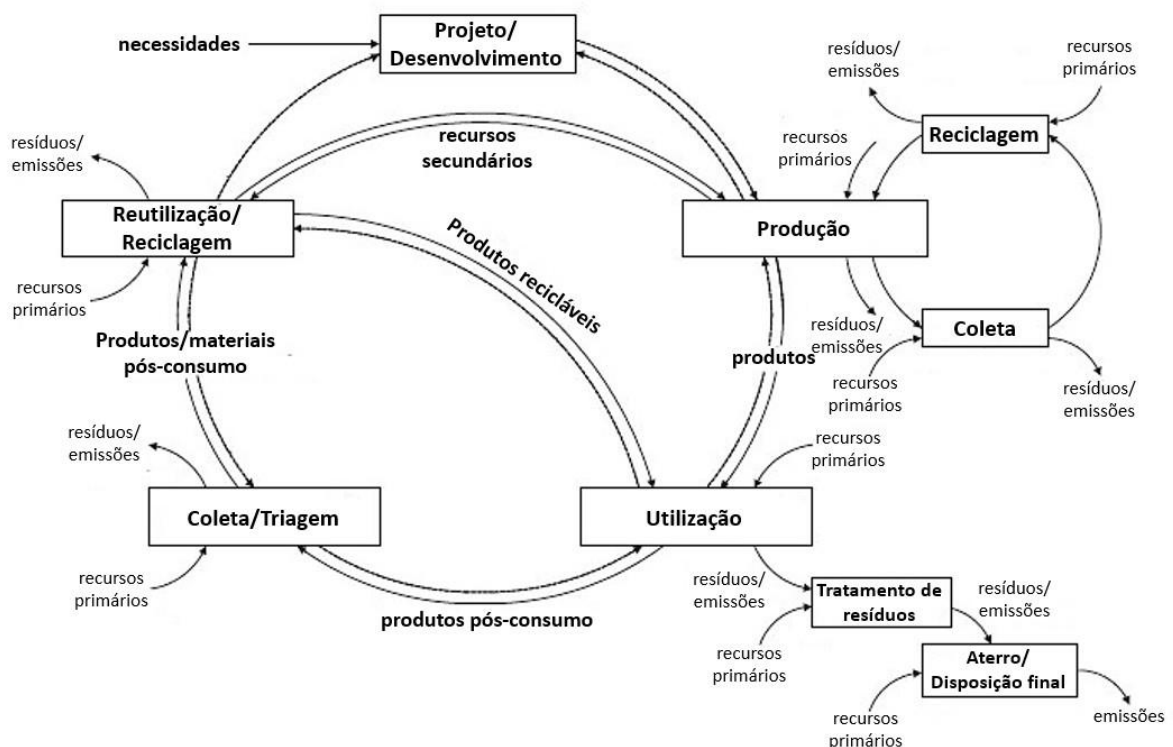 necessidades
Projeto/
Desenvolvimento
resíduos/
emissões
recursos
primários
Reciclagem
recursos
secundários
recursos
primários
resíduos/
emissões
Reutilização/
Reciclagem
Produção
recursos
primários
Produtos recicláveis
Produtos/materiais
pós-consumo
produtos
resíduos/
emissões
Coleta
recursos
primários
resíduos/
emissões
resíduos/
emissões
recursos
primários
Coleta/Triagem
Utilização
recursos
primários
produtos pós-consumo
resíduos/
emissões
Tratamento de
resíduos
resíduos/
emissões
recursos
primários
Aterro/
Disposição final
recursos
primários
emissões